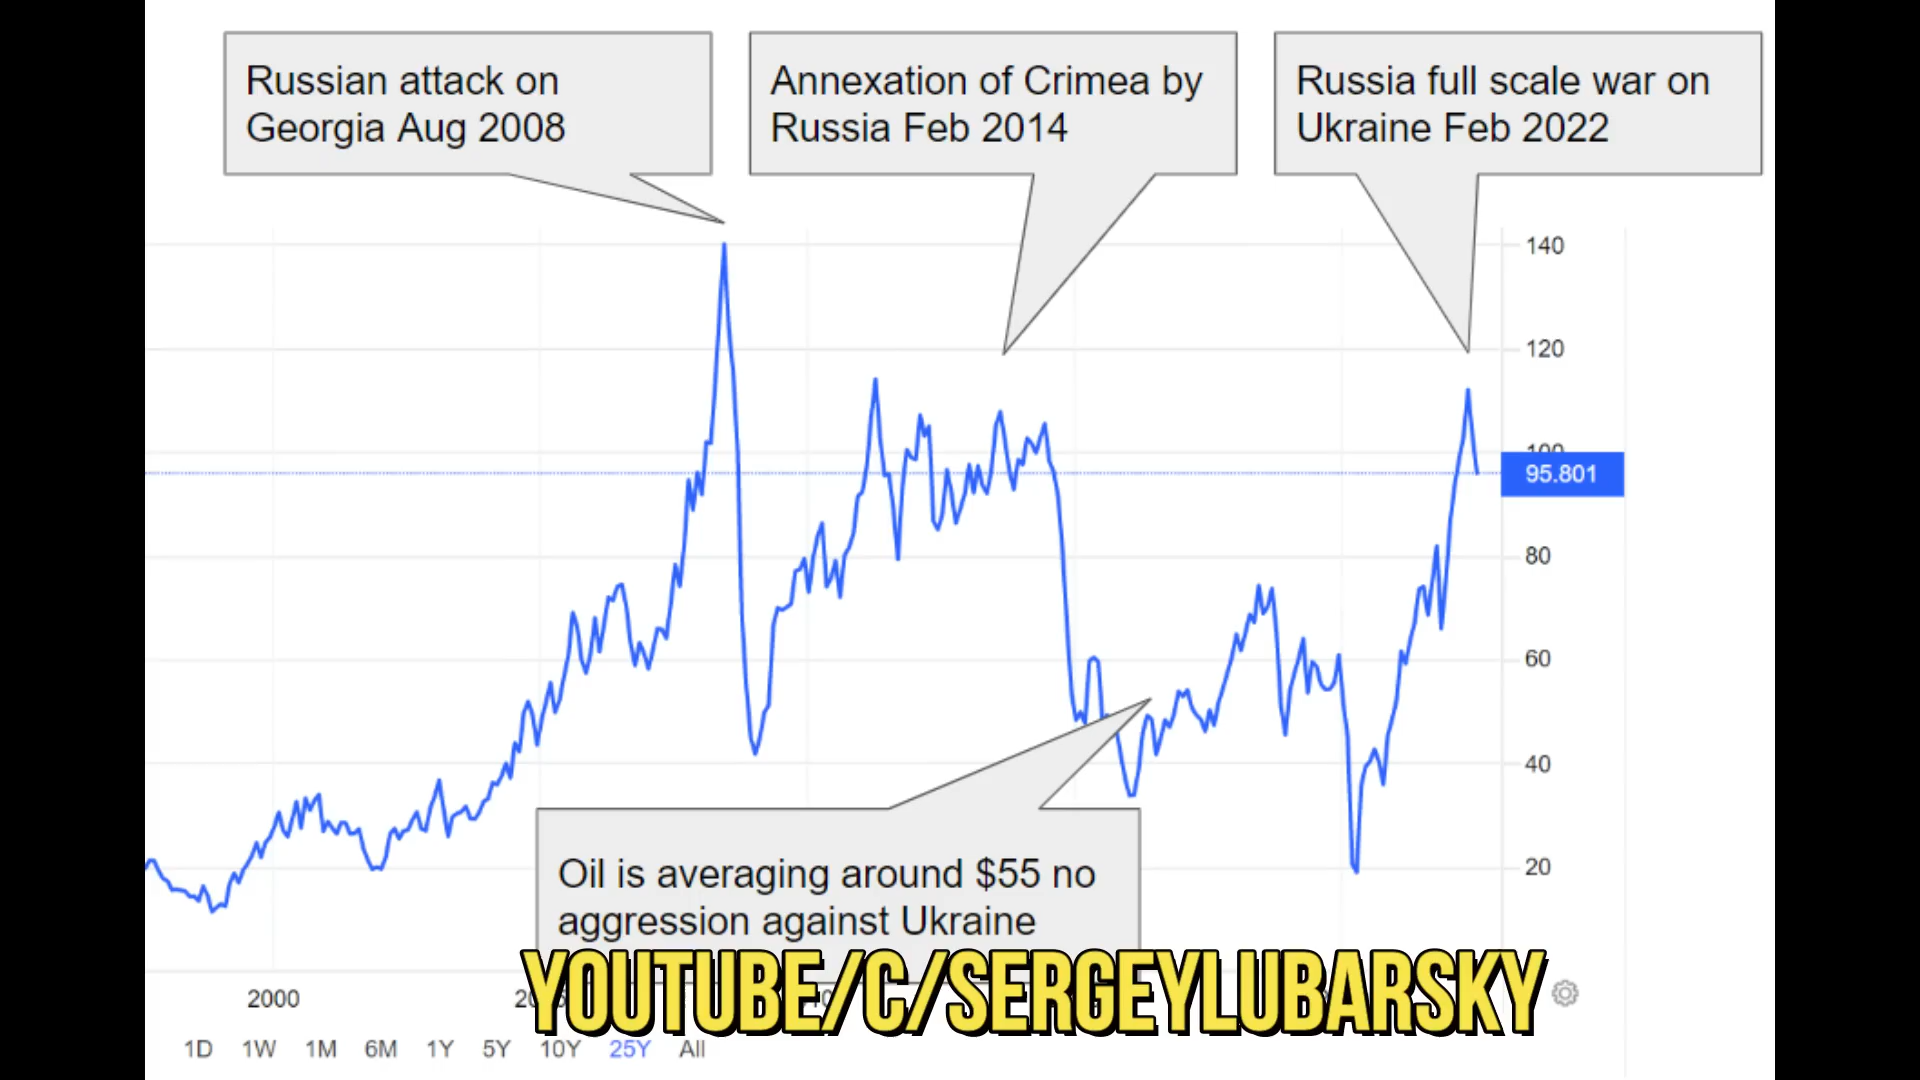 Russian attack on
Georgia Aug 2008
Annexation of Crimea by
Russia Feb 2014
Russia full scale war on
Ukraine Feb 2022
140
120
100
95.801
80
60
40
20
Oil is averaging around $55 no
aggression against Ukraine
2000
YOUTUBE/C/SERGEYLUBARSKY
1D 1W 1M 6M 1Y 5Y 10Y 25Y All